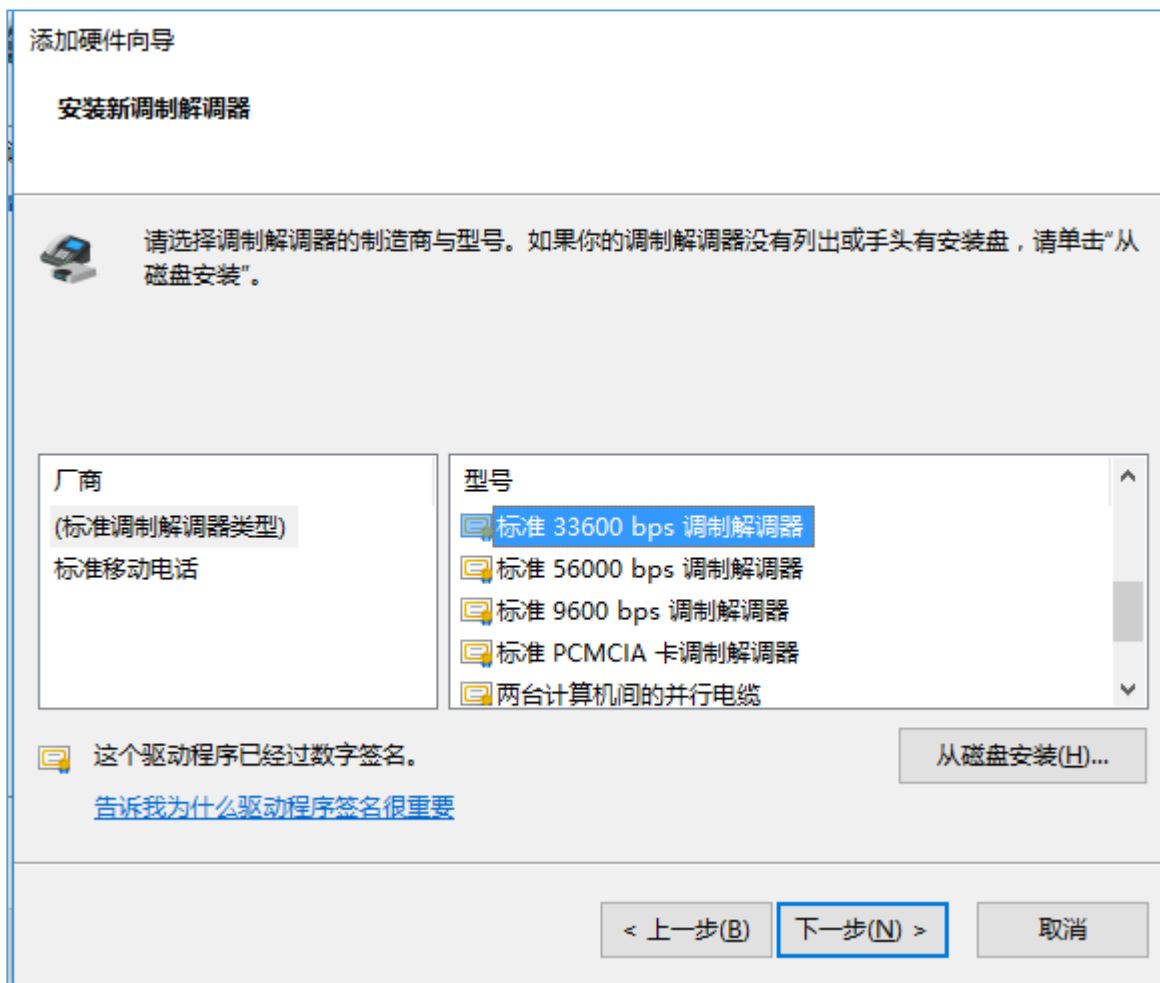 添加硬件向导
安装新调制解调器
请选择调制解调器的制造商与型号。如果你的调制解调器没有列出或手头有安装盘，请单击“从
磁盘安装”。
厂商
(标准调制解调器类型)
标准移动电话
型号
标准 33600 bps 调制解调器
标准 56000 bps 调制解调器
标准 9600 bps 调制解调器
标准 PCMCIA 卡调制解调器
两台计算机间的并行电缆
这个驱动程序已经过数字签名。
从磁盘安装(H)...
告诉我为什么驱动程序签名很重要
< 上一步(B)
下一步(N) >
取消